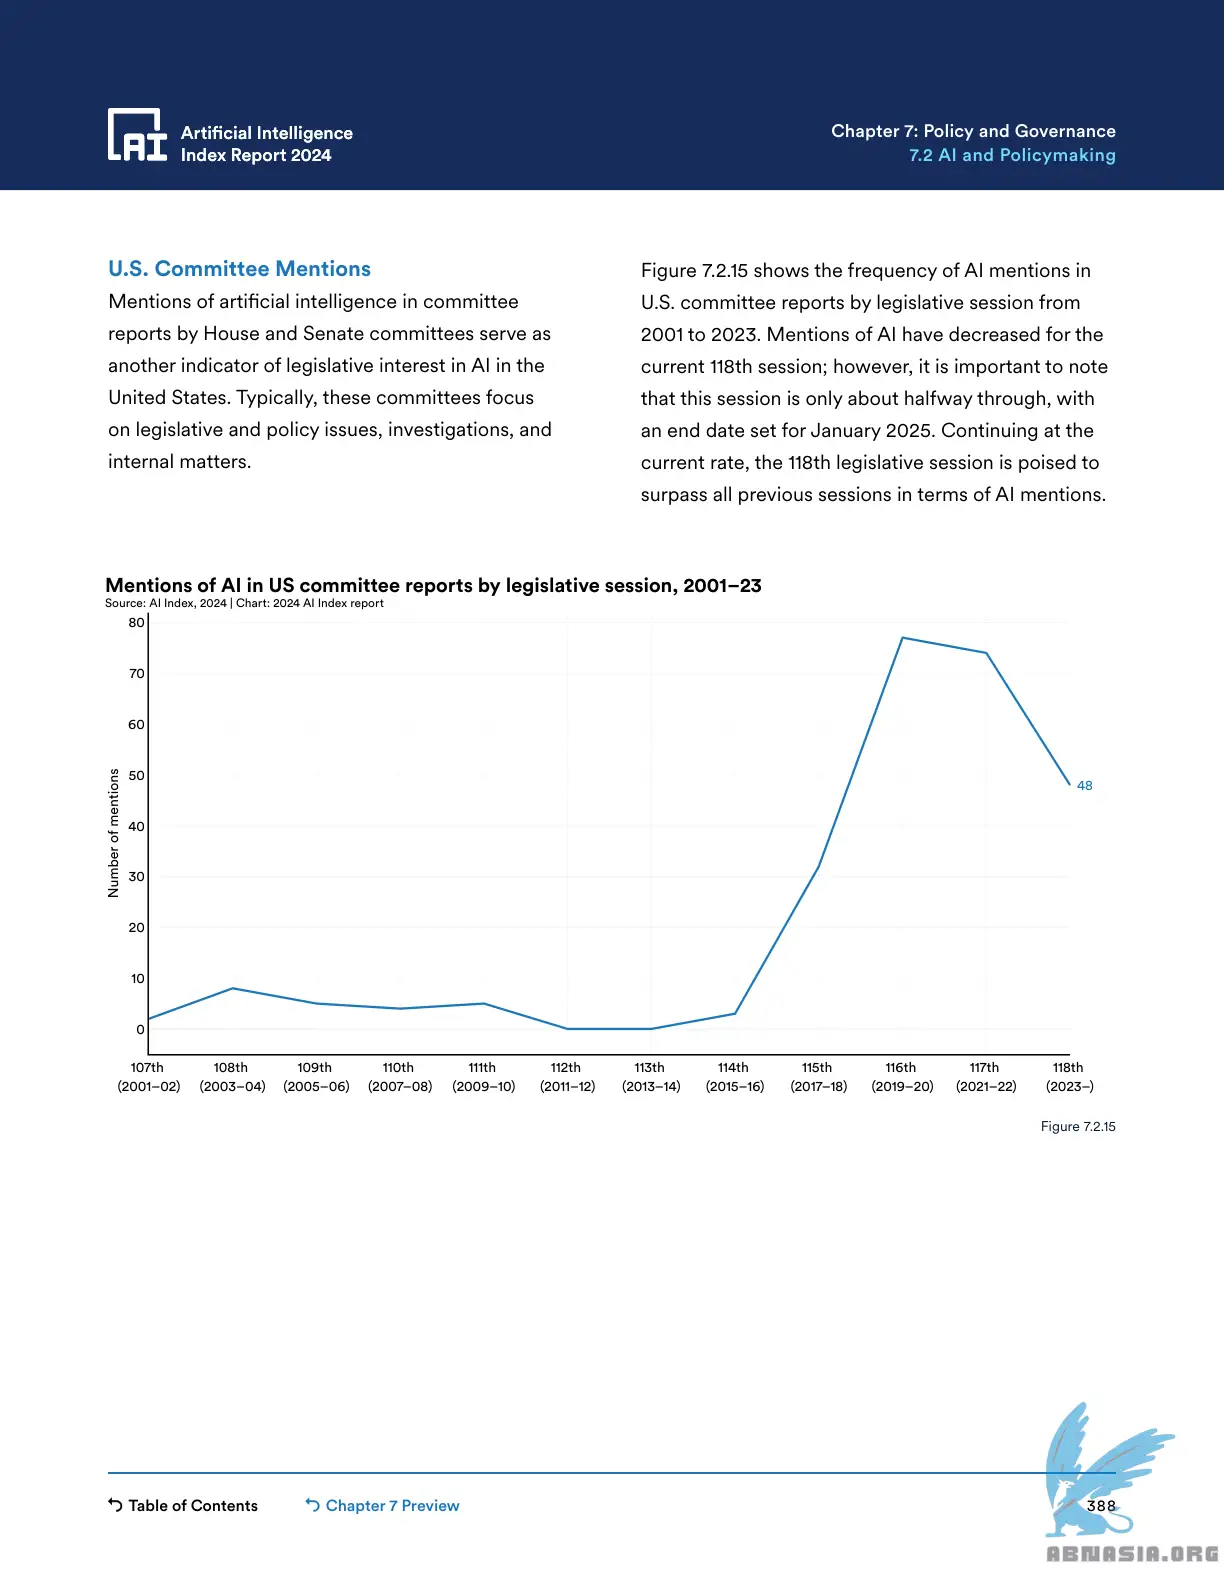 Artificial Intelligence
Index Report 2024
Chapter 7: Policy and Governance
7.2 AI and Policymaking
U.S. Committee Mentions
Mentions of artificial intelligence in committee
reports by House and Senate committees serve as
another indicator of legislative interest in AI in the
United States. Typically, these committees focus
on legislative and policy issues, investigations, and
internal matters.
Figure 7.2.15 shows the frequency of AI mentions in
U.S. committee reports by legislative session from
2001 to 2023. Mentions of AI have decreased for the
current 118th session; however, it is important to note
that this session is only about halfway through, with
an end date set for January 2025. Continuing at the
current rate, the 118th legislative session is poised to
surpass all previous sessions in terms of AI mentions.
Mentions of AI in US committee reports by legislative session, 2001–23
Source: AI Index, 2024 | Chart: 2024 AI Index report
80
70
60
50
40
30
20
10
0
Number of mentions
48
107th 108th 109th 110th 111th 112th 113th 114th 115th 116th 117th 118th
(2001–02) (2003–04) (2005–06) (2007–08) (2009–10) (2011–12) (2013–14) (2015–16) (2017–18) (2019–20) (2021–22) (2023–)
Figure 7.2.15
Table of Contents Chapter 7 Preview 388
ABNASIA.ORG